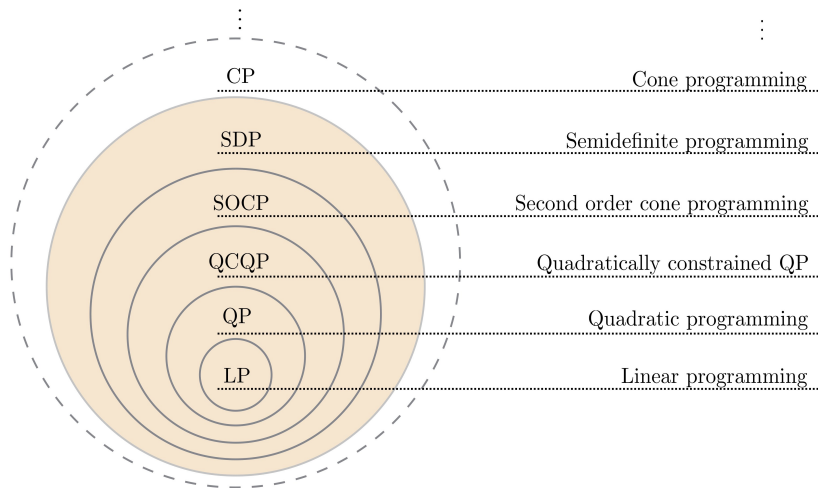 CP Cone programming
SDP Semidefinite programming
SOCP Second order cone programming
QCQP Quadratically constrained QP
QP Quadratic programming
LP Linear programming